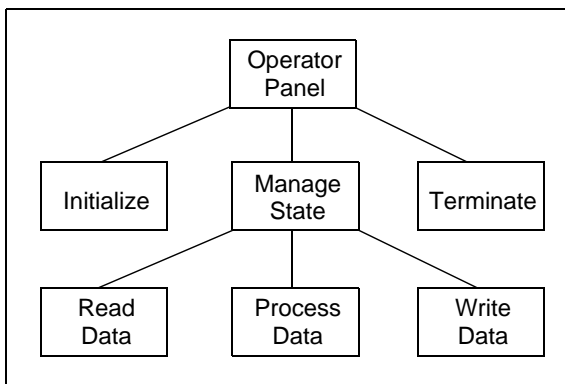 Operator
Panel
Initialize
Manage
State
Terminate
Read
Data
Process
Data
Write
Data